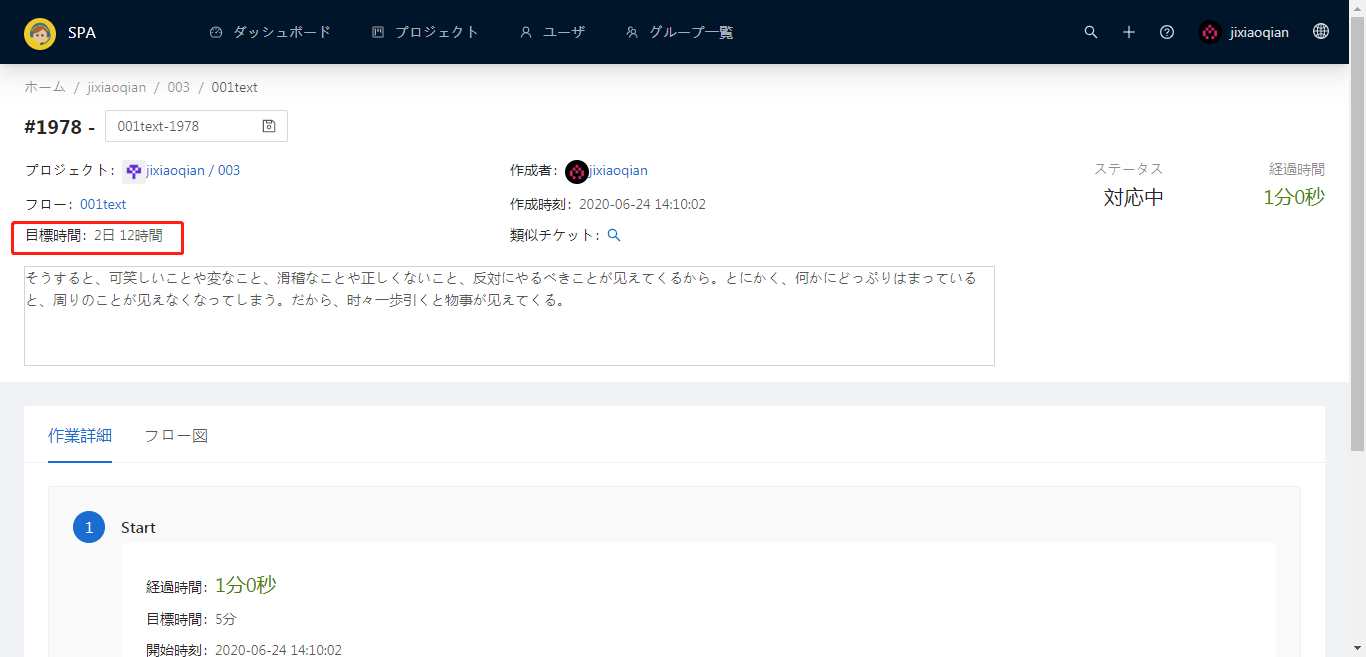 SPA ダッシュボード プロジェクト ユーザ グループ一覧 jixiaoqian
ホーム / jixiaoqian / 003 / 001text
#1978 - 001text-1978
プロジェクト: jixiaoqian / 003 作成者: jixiaoqian ステータス 経過時間
対応中 1分0秒
フロー: 001text 作成時刻: 2020-06-24 14:10:02
目標時間: 2日 12時間 類似チケット:
そうすると、可笑しいことや変なこと、滑稽なことや正しくないこと、反対にやるべきことが见えてくるから。とにかく、何かにどっぷりはまっている
と、周りのことが见えなくなってしまう。だから、时々一歩引くと物事が见えてくる。
作業詳細 フロー図
1 Start
経過時間: 1分0秒
目標時間: 5分
開始時刻: 2020-06-24 14:10:02